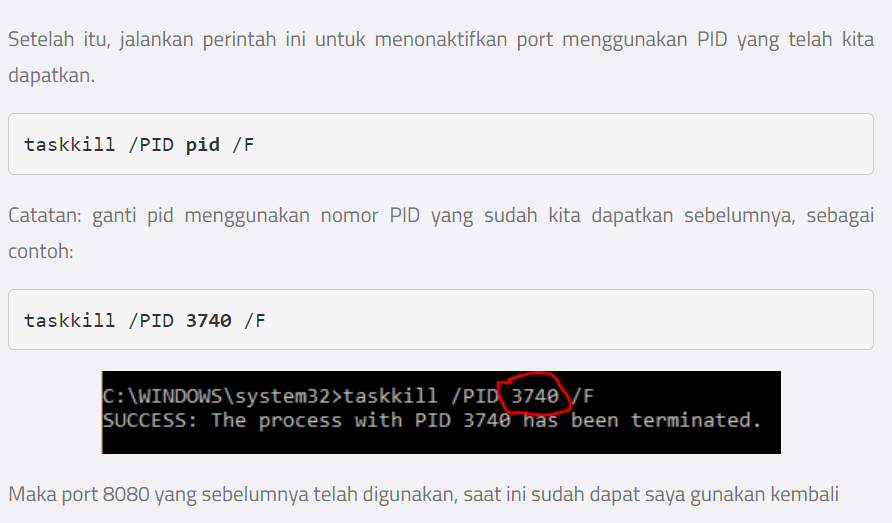 Setelah itu, jalankan perintah ini untuk menonaktifkan port menggunakan PID yang telah kita
dapatkan.
taskkill /PID pid /F
Catatan: ganti pid menggunakan nomor PID yang sudah kita dapatkan sebelumnya, sebagai
contoh:
taskkill /PID 3740 /F
C:\WINDOWS\system32>taskkill /PID 3740 /F
SUCCESS: The process with PID 3740 has been terminated.
Maka port 8080 yang sebelumnya telah digunakan, saat ini sudah dapat saya gunakan kembali